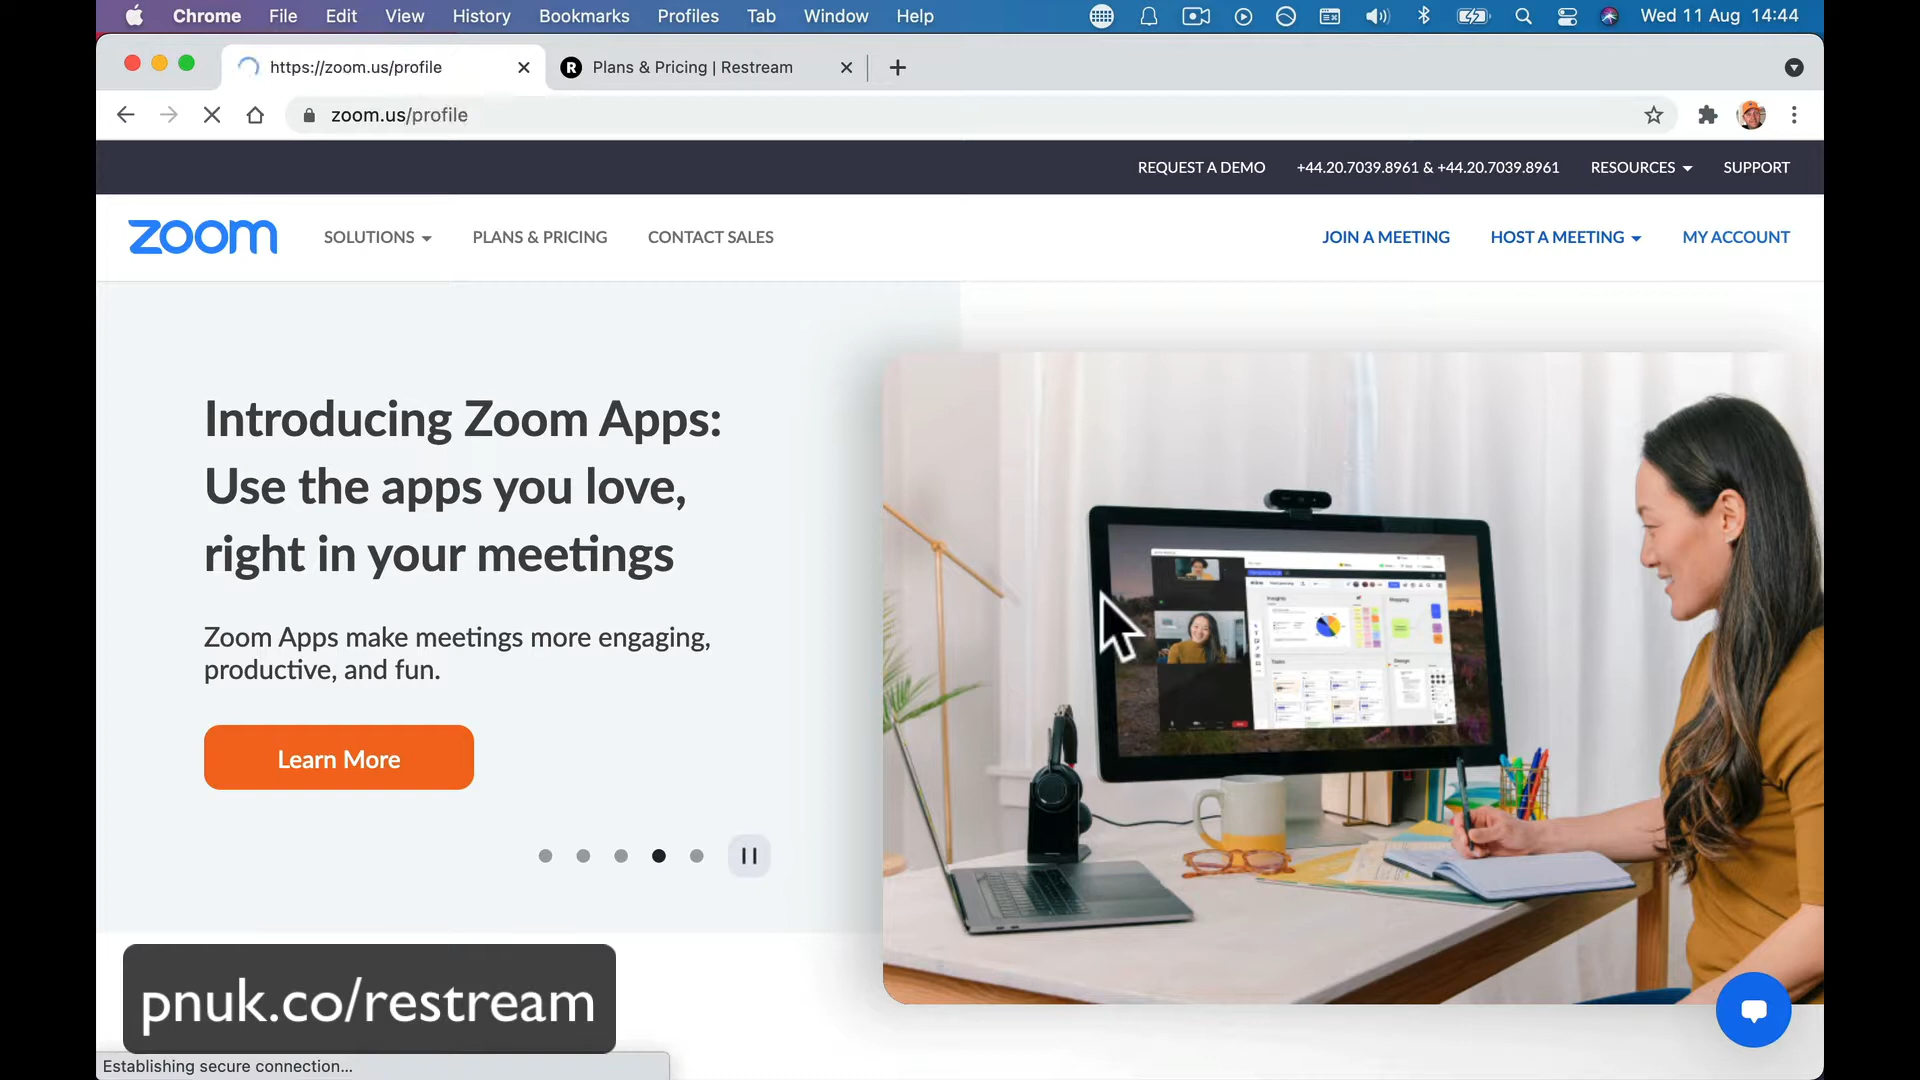 Chrome File Edit View History Bookmarks Profiles Tab Window Help Wed 11 Aug 14:44
https://zoom.us/profile Plans & Pricing | Restream
zoom.us/profile
REQUEST A DEMO +44.20.7039.8961 & +44.20.7039.8961 RESOURCES SUPPORT
zoom SOLUTIONS PLANS & PRICING CONTACT SALES JOIN A MEETING HOST A MEETING MY ACCOUNT
Introducing Zoom Apps:
Use the apps you love,
right in your meetings
Zoom Apps make meetings more engaging,
productive, and fun.
Learn More
pnuk.co/restream
Establishing secure connection...